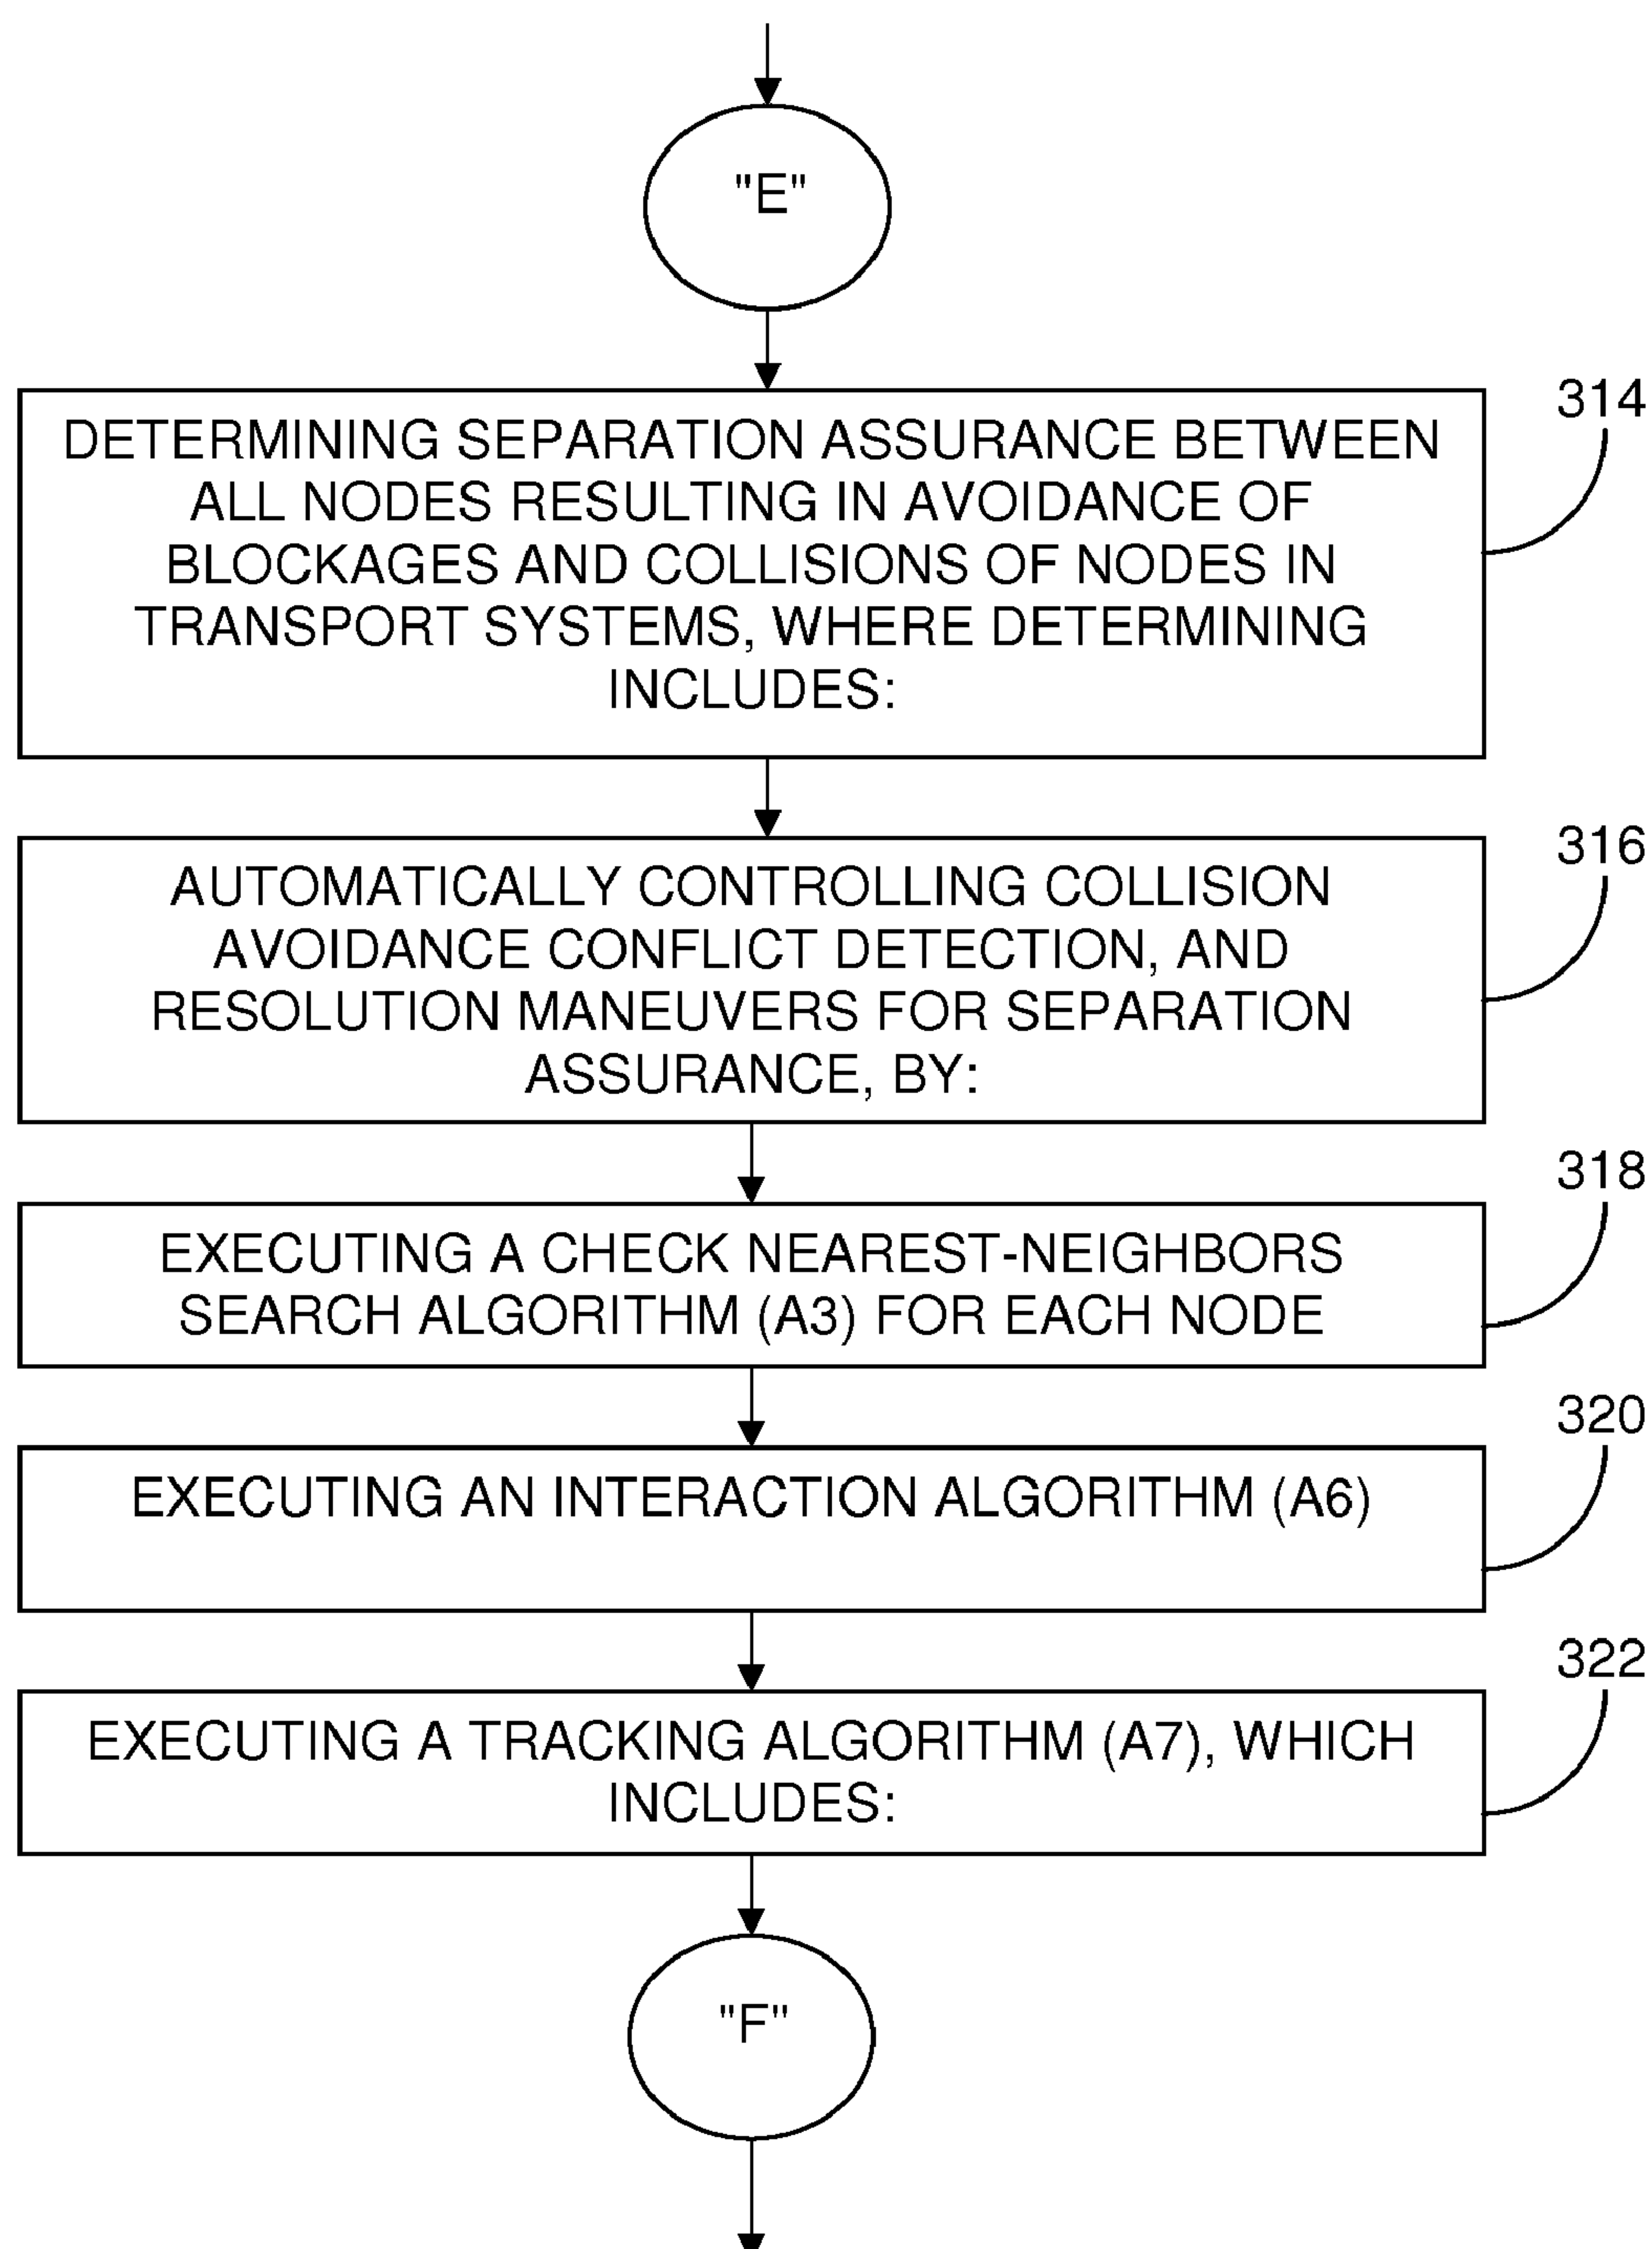 "E"
314
DETERMINING SEPARATION ASSURANCE BETWEEN
ALL NODES RESULTING IN AVOIDANCE OF
BLOCKAGES AND COLLISIONS OF NODES IN
TRANSPORT SYSTEMS, WHERE DETERMINING
INCLUDES:
316
AUTOMATICALLY CONTROLLING COLLISION
AVOIDANCE CONFLICT DETECTION, AND
RESOLUTION MANEUVERS FOR SEPARATION
ASSURANCE, BY:
318
EXECUTING A CHECK NEAREST-NEIGHBORS
SEARCH ALGORITHM (A3) FOR EACH NODE
320
EXECUTING AN INTERACTION ALGORITHM (A6)
322
EXECUTING A TRACKING ALGORITHM (A7), WHICH
INCLUDES:
"F"